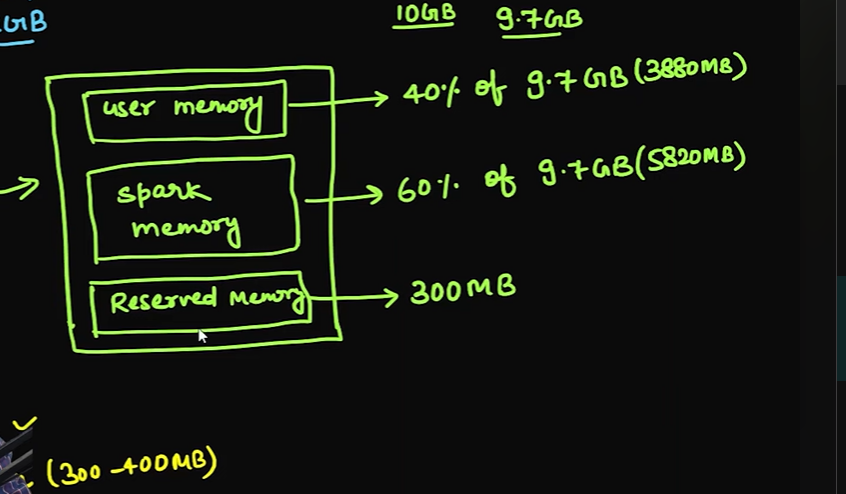 10GB 9.7GB
GB
user memory → 40% of 9.7GB (3880MB)
spark
memory → 60% of 9.7GB (5820MB)
Reserved Memory → 300MB
(300-400MB)